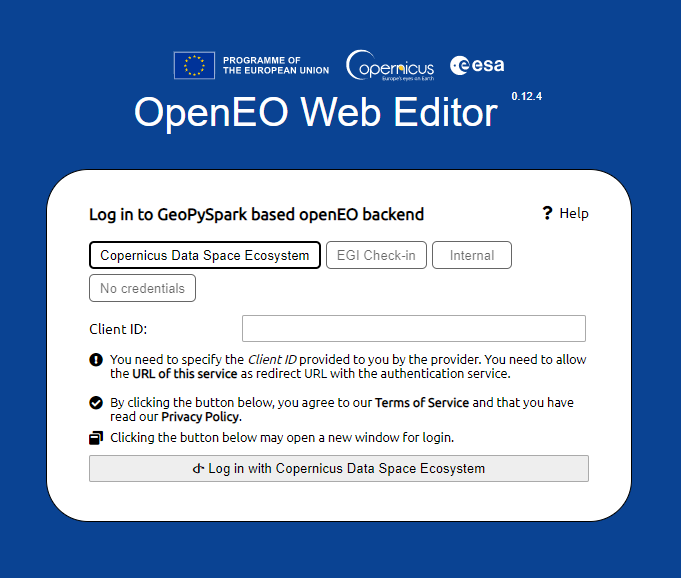 PROGRAMME OF
THE EUROPEAN UNION
Copernicus
Europe's eyes on Earth
esa
OpenEO Web Editor 0.12.4
Log in to GeoPySpark based openEO backend
? Help
Copernicus Data Space Ecosystem
EGI Check-in
Internal
No credentials
Client ID:
You need to specify the Client ID provided to you by the provider. You need to allow
the URL of this service as redirect URL with the authentication service.
By clicking the button below, you agree to our Terms of Service and that you have
read our Privacy Policy.
Clicking the button below may open a new window for login.
Log in with Copernicus Data Space Ecosystem